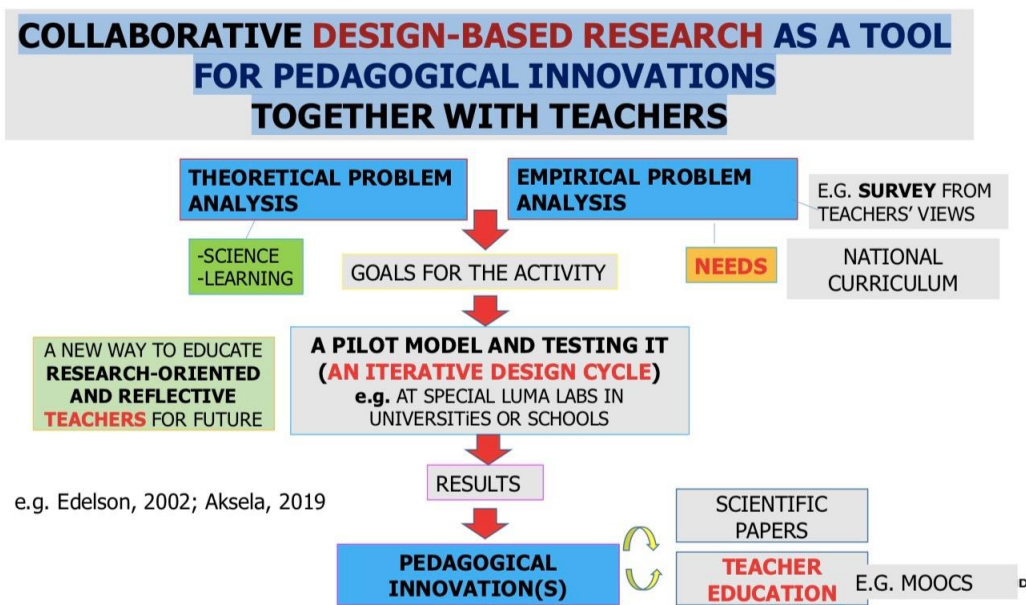 COLLABORATIVE DESIGN-BASED RESEARCH AS A TOOL
FOR PEDAGOGICAL INNOVATIONS
TOGETHER WITH TEACHERS
THEORETICAL PROBLEM
ANALYSIS
EMPIRICAL PROBLEM
ANALYSIS
E.G. SURVEY FROM
TEACHERS' VIEWS
-SCIENCE
-LEARNING
GOALS FOR THE ACTIVITY
NEEDS
NATIONAL
CURRICULUM
A NEW WAY TO EDUCATE
RESEARCH-ORIENTED
AND REFLECTIVE
TEACHERS FOR FUTURE
A PILOT MODEL AND TESTING IT
(AN ITERATIVE DESIGN CYCLE)
e.g. AT SPECIAL LUMA LABS IN
UNIVERSITiES OR SCHOOLS
RESULTS
e.g. Edelson, 2002; Aksela, 2019
SCIENTIFIC
PAPERS
PEDAGOGICAL
INNOVATION(S)
TEACHER
EDUCATION
E.G. MOOCS
D